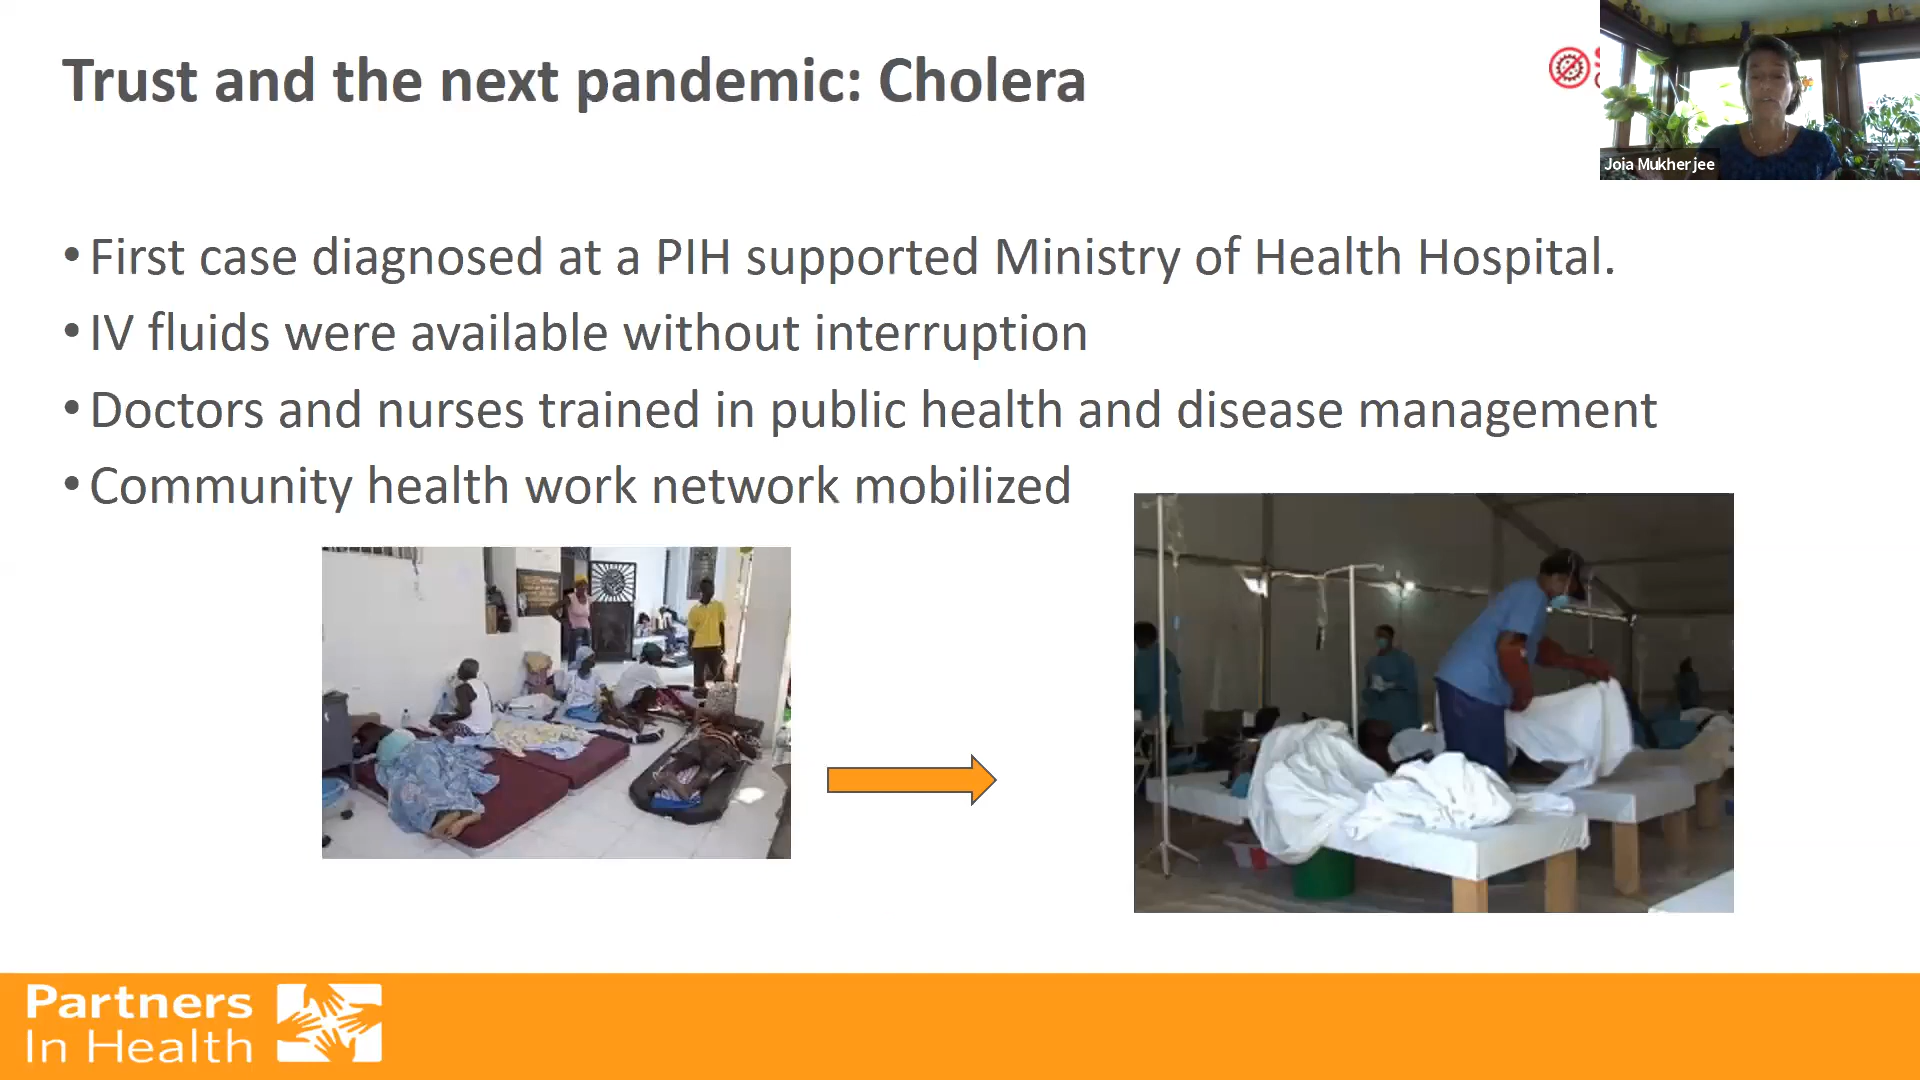 Trust and the next pandemic: Cholera
Joia Mukherjee
• First case diagnosed at a PIH supported Ministry of Health Hospital.
• IV fluids were available without interruption
• Doctors and nurses trained in public health and disease management
• Community health work network mobilized
Partners
In Health